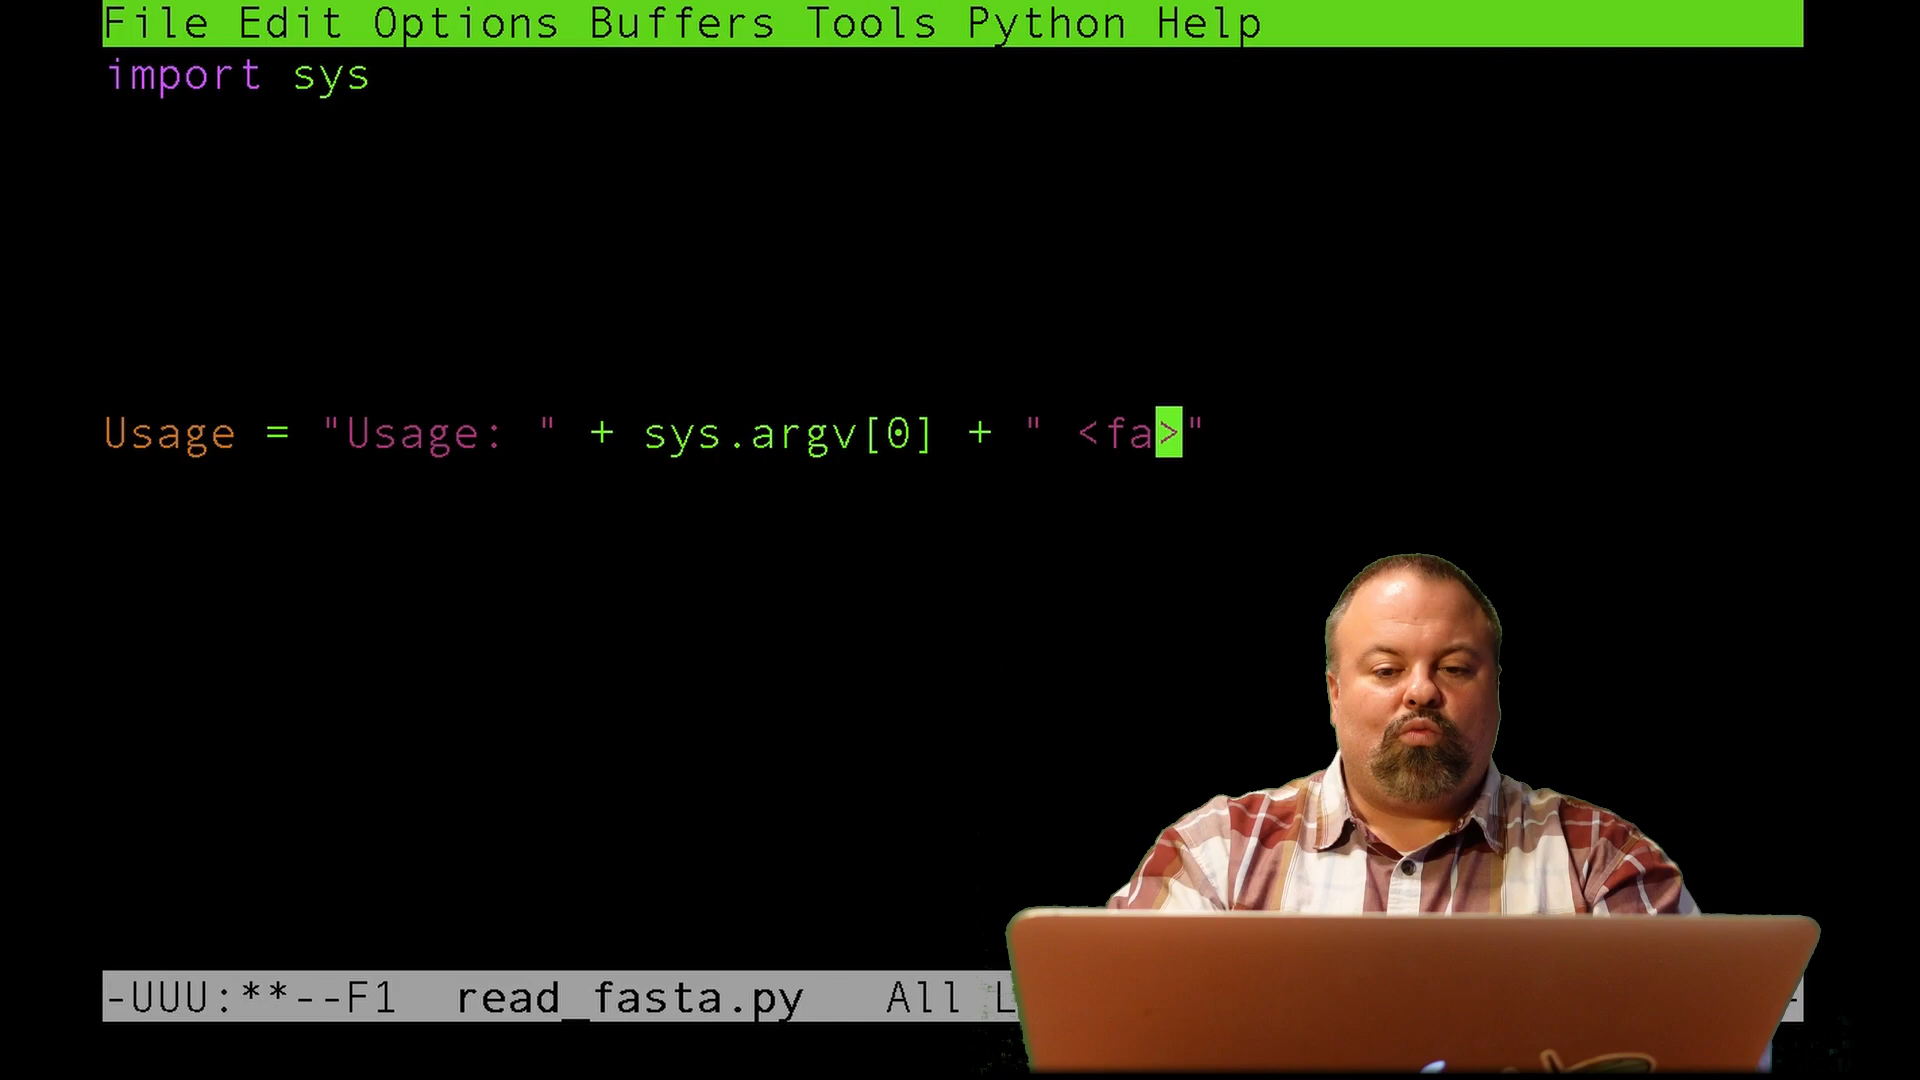 File Edit Options Buffers Tools Python Help
import sys
Usage = "Usage: " + sys.argv[0] + " <fa>"
-UUU:**--F1 read_fasta.py All L